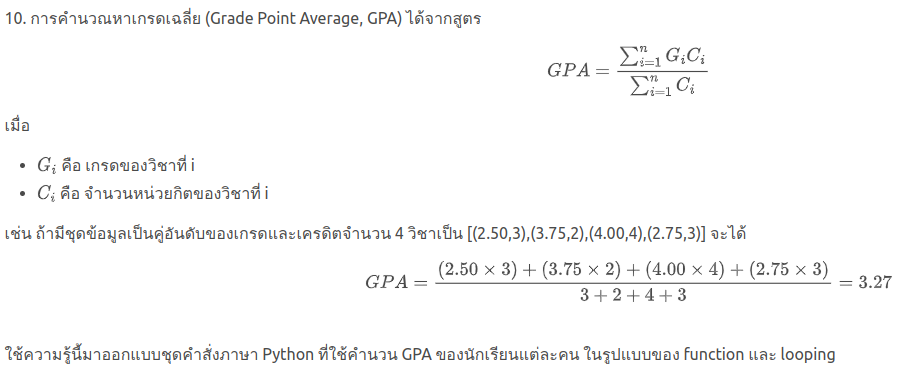 10. การคำนวณหาเกรดเฉลี่ย (Grade Point Average, GPA) ได้จากสูตร
$GPA = \frac{\sum_{i=1}^{n} G_i C_i}{\sum_{i=1}^{n} C_i}$
เมื่อ
• $G_i$ คือ เกรดของวิชาที่ i
• $C_i$ คือ จำนวนหน่วยกิตของวิชาที่ i
เช่น ถ้ามีชุดข้อมูลเป็นคู่อันดับของเกรดและเครดิตจำนวน 4 วิชาเป็น [(2.50,3),(3.75,2),(4.00,4),(2.75,3)] จะได้
$GPA = \frac{(2.50 \times 3) + (3.75 \times 2) + (4.00 \times 4) + (2.75 \times 3)}{3 + 2 + 4 + 3} = 3.27$
ใช้ความรู้นี้มาออกแบบชุดคำสั่งภาษา Python ที่ใช้คำนวน GPA ของนักเรียนแต่ละคน ในรูปแบบของ function และ looping